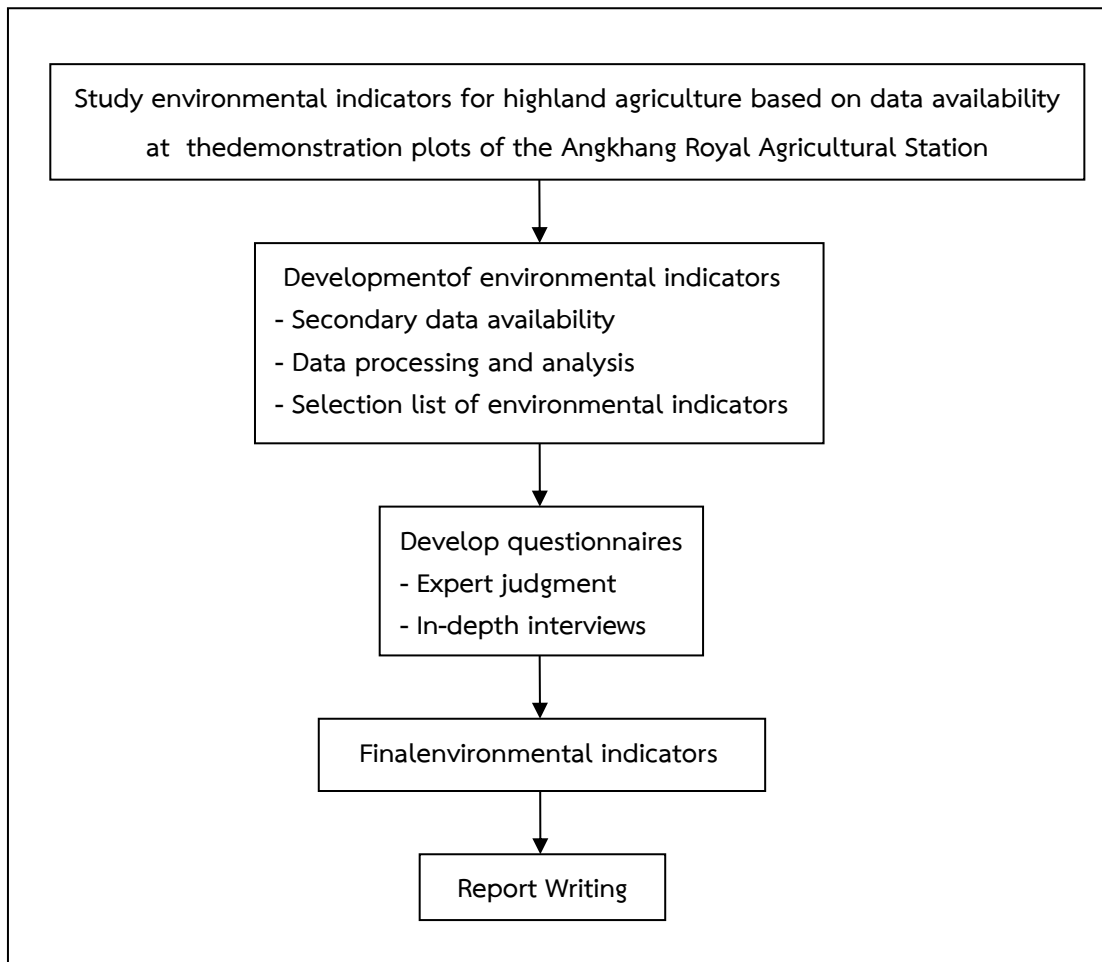 Study environmental indicators for highland agriculture based on data availability
at thedemonstration plots of the Angkhang Royal Agricultural Station
Developmentof environmental indicators
- Secondary data availability
- Data processing and analysis
- Selection list of environmental indicators
Develop questionnaires
- Expert judgment
- In-depth interviews
Finalenvironmental indicators
Report Writing